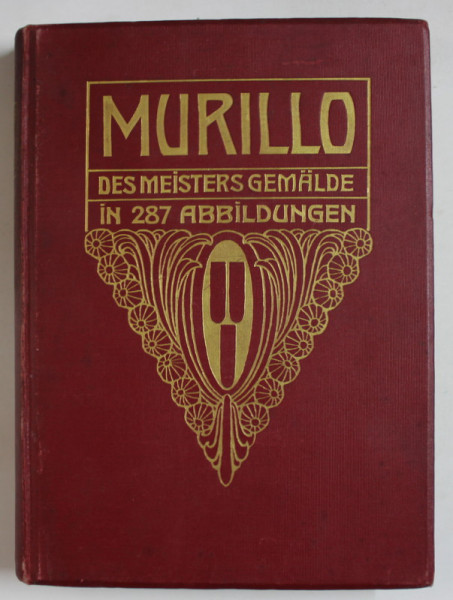 MURILLO
DES MEISTERS GEMÄLDE
iN 287 ABBiLDUNGEN